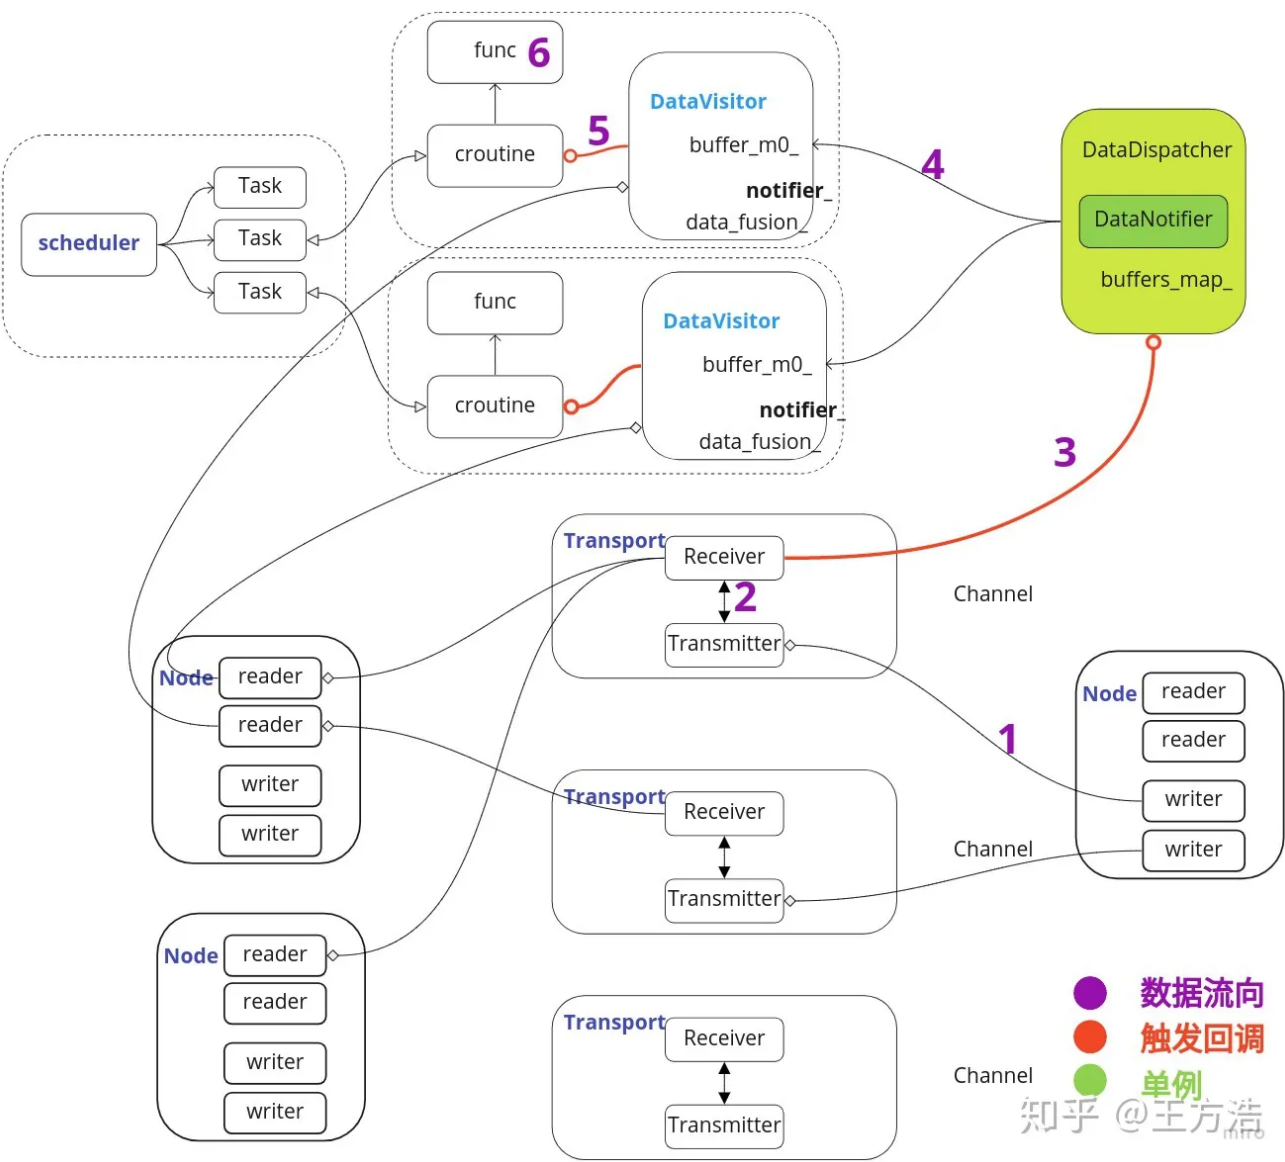 func 6
DataVisitor
5
croutine
buffer_m0_
notifier_
data_fusion_
4
DataDispatcher
DataNotifier
buffers_map_
scheduler
Task
Task
Task
func
DataVisitor
buffer_m0_
croutine
notifier_
data_fusion_
3
Transport
Receiver
2
Transmitter
Channel
Node
reader
reader
writer
writer
1
Node
reader
reader
writer
writer
Transport
Receiver
Transmitter
Channel
Node
reader
reader
writer
writer
Transport
Receiver
Transmitter
Channel
数据流向
触发回调
单例
知乎 @王方浩
miro